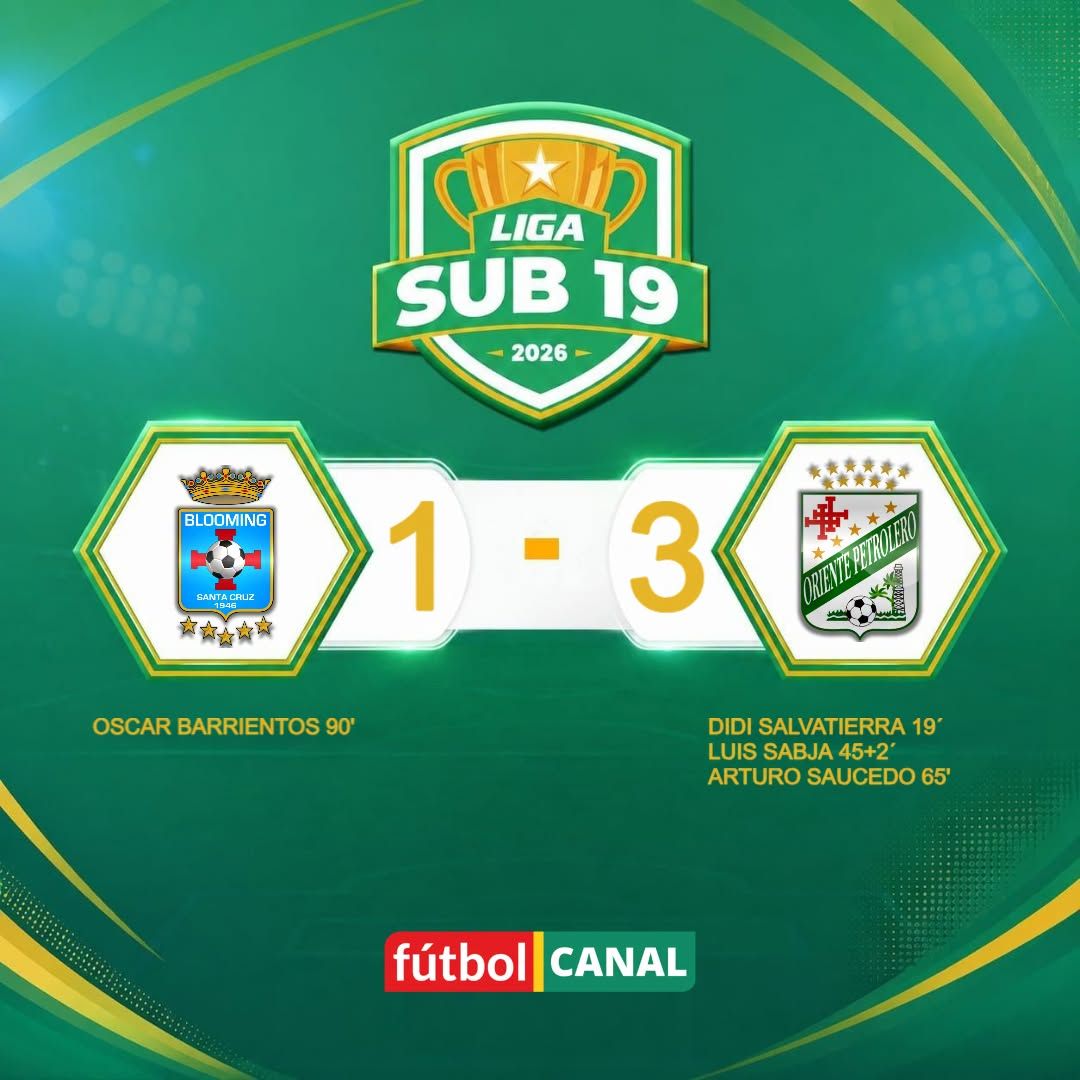 LIGA
SUB 19
2026
BLOOMING
SANTA CRUZ
1946
1 - 3
ORIENTE PETROLERO
OSCAR BARRIENTOS 90'
DIDI SALVATIERRA 19´
LUIS SABJA 45+2´
ARTURO SAUCEDO 65'
fútbol CANAL